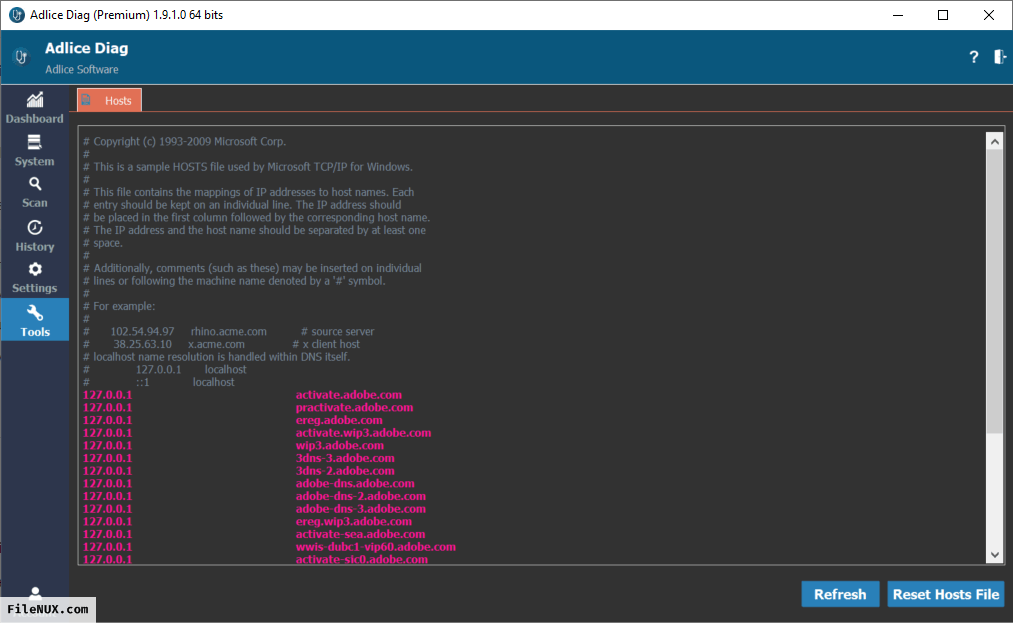 Adlice Diag (Premium) 1.9.1.0 64 bits
Adlice Diag
Adlice Software
?
Dashboard
System
Scan
History
Settings
Tools
Hosts
# Copyright (c) 1993-2009 Microsoft Corp.
#
# This is a sample HOSTS file used by Microsoft TCP/IP for Windows.
#
# This file contains the mappings of IP addresses to host names. Each
# entry should be kept on an individual line. The IP address should
# be placed in the first column followed by the corresponding host name.
# The IP address and the host name should be separated by at least one
# space.
#
# Additionally, comments (such as these) may be inserted on individual
# lines or following the machine name denoted by a '#' symbol.
#
# For example:
#
# 102.54.94.97 rhino.acme.com # source server
# 38.25.63.10 x.acme.com # x client host
# localhost name resolution is handled within DNS itself.
# 127.0.0.1 localhost
# ::1 localhost
127.0.0.1 activate.adobe.com
127.0.0.1 practivate.adobe.com
127.0.0.1 ereg.adobe.com
127.0.0.1 activate.wip3.adobe.com
127.0.0.1 wip3.adobe.com
127.0.0.1 3dns-3.adobe.com
127.0.0.1 3dns-2.adobe.com
127.0.0.1 adobe-dns.adobe.com
127.0.0.1 adobe-dns-2.adobe.com
127.0.0.1 adobe-dns-3.adobe.com
127.0.0.1 ereg.wip3.adobe.com
127.0.0.1 activate-sea.adobe.com
127.0.0.1 wwis-dubc1-vip60.adobe.com
127.0.0.1 activate-sjc0.adobe.com
Refresh
Reset Hosts File
FileNUX.com